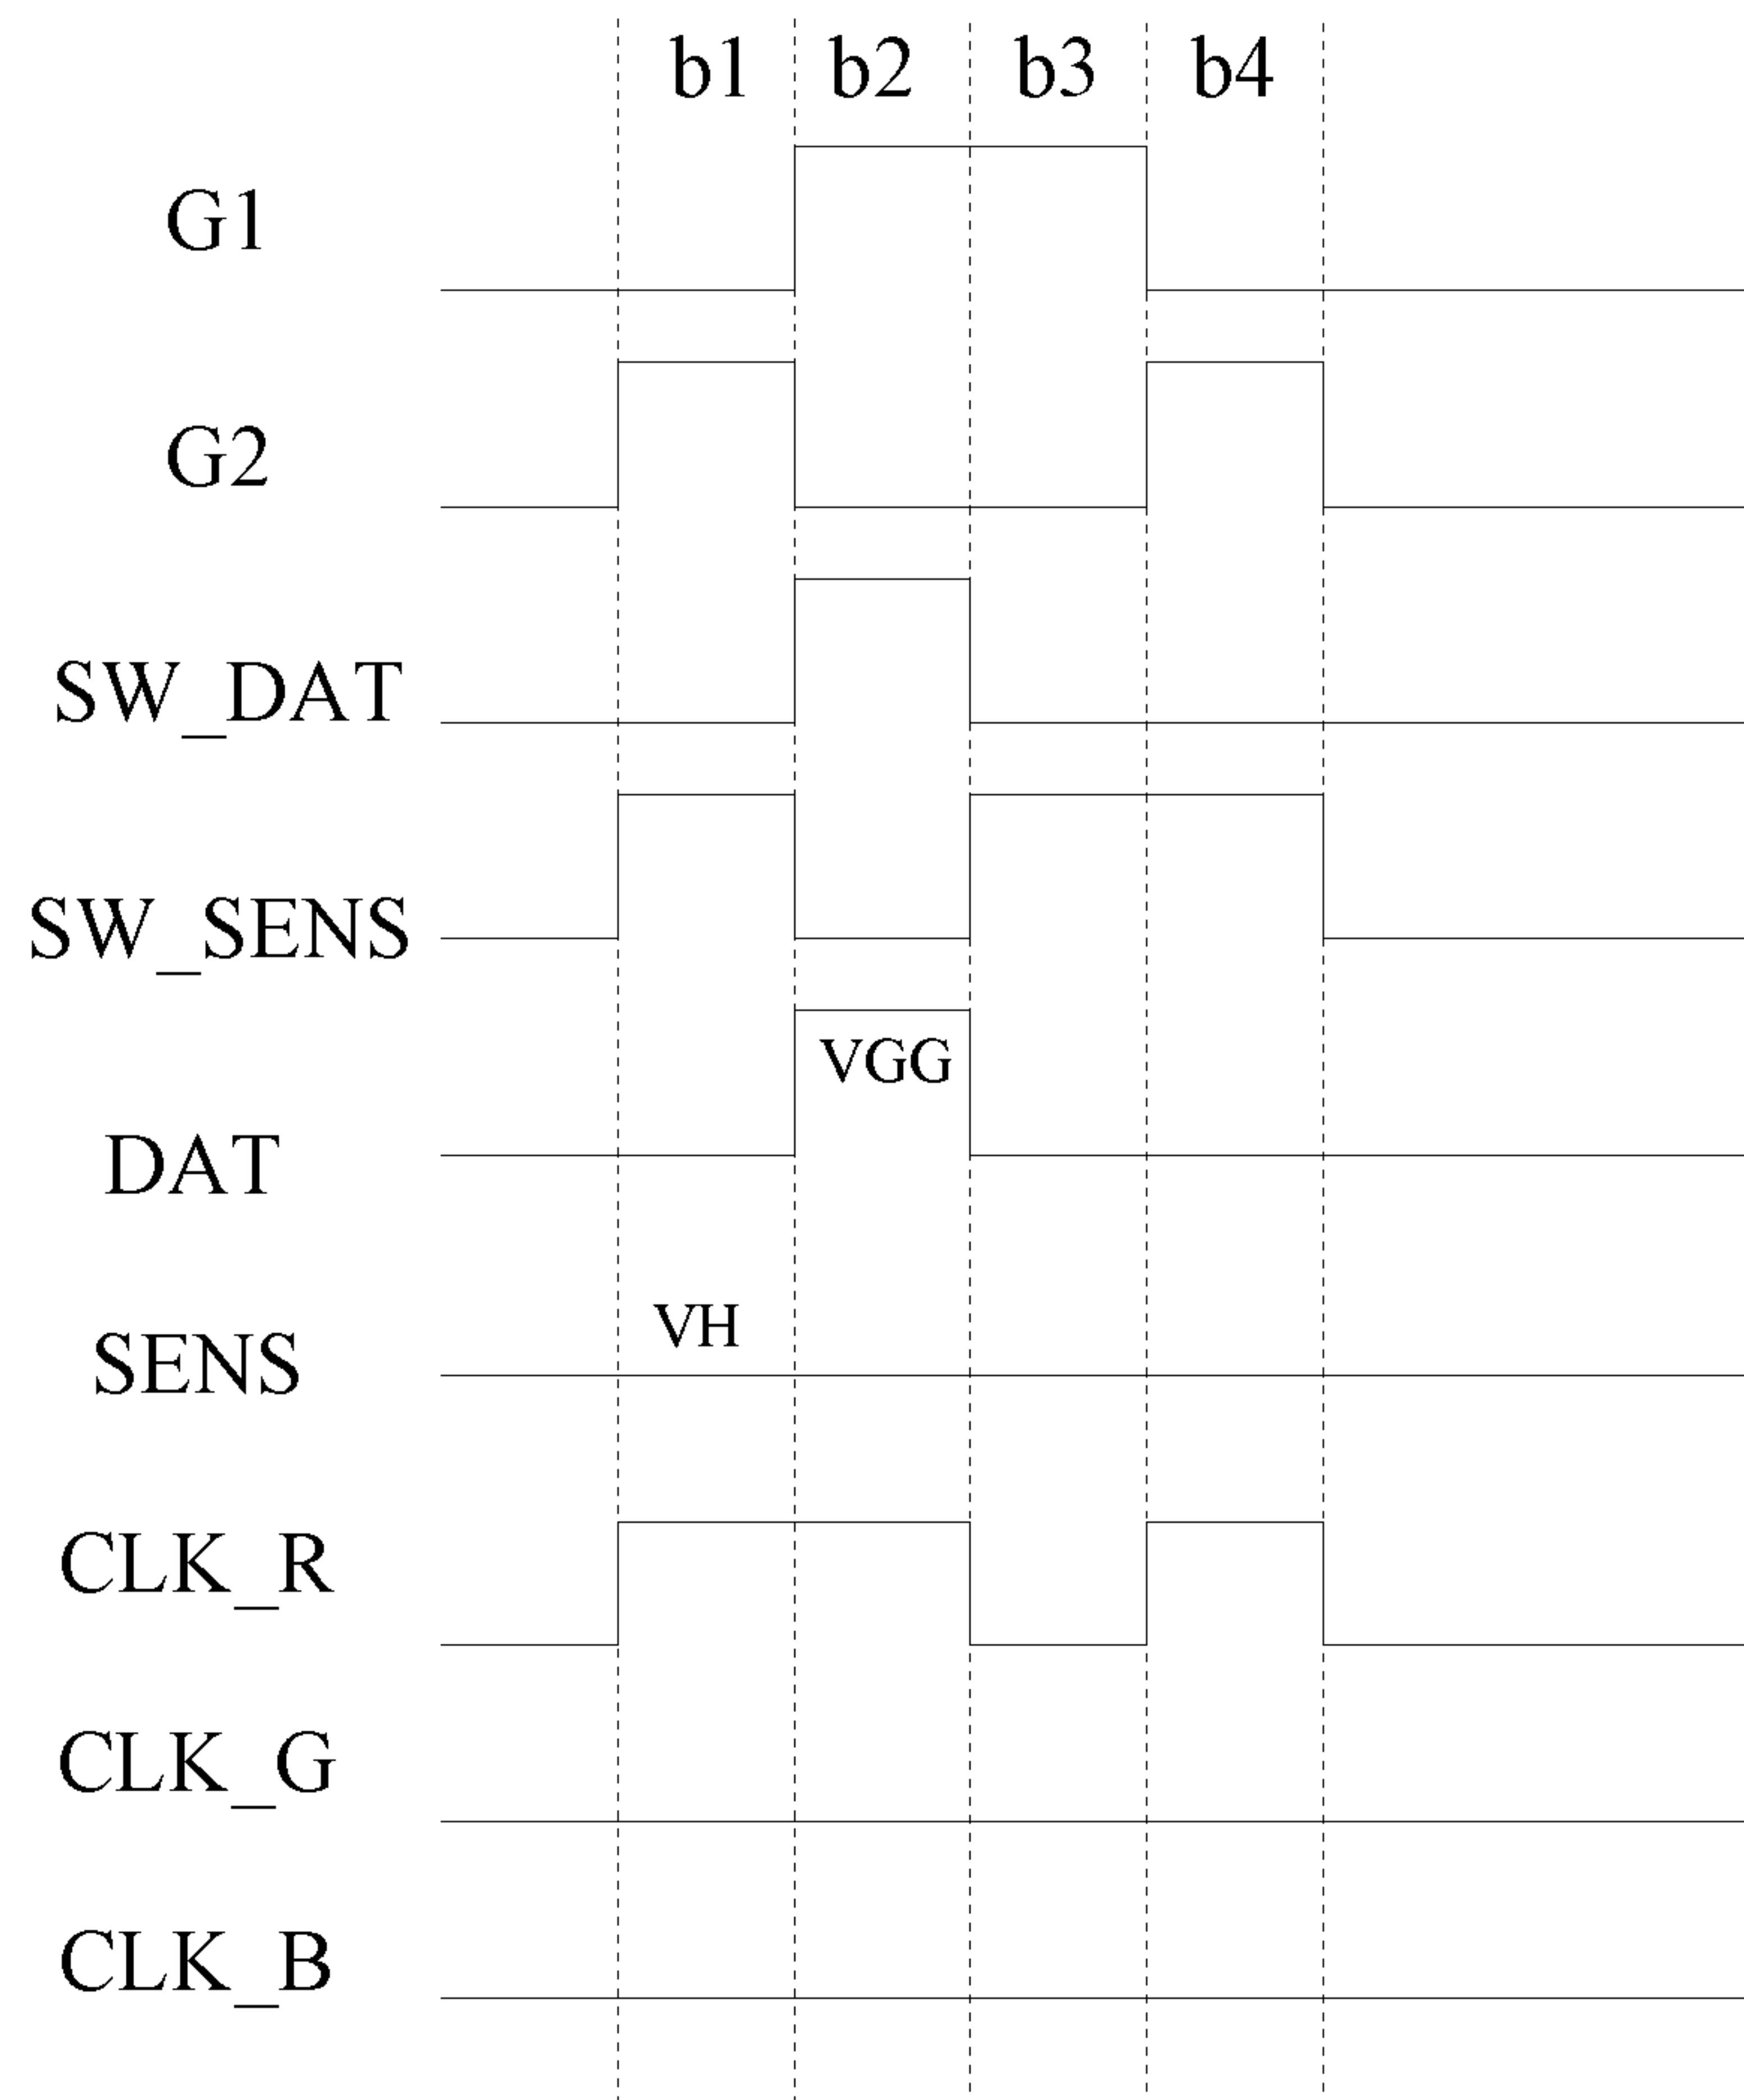 b1 b2 b3 b4
G1
G2
SW_DAT
SW_SENS
VGG
DAT
VH
SENS
CLK_R
CLK_G
CLK_B